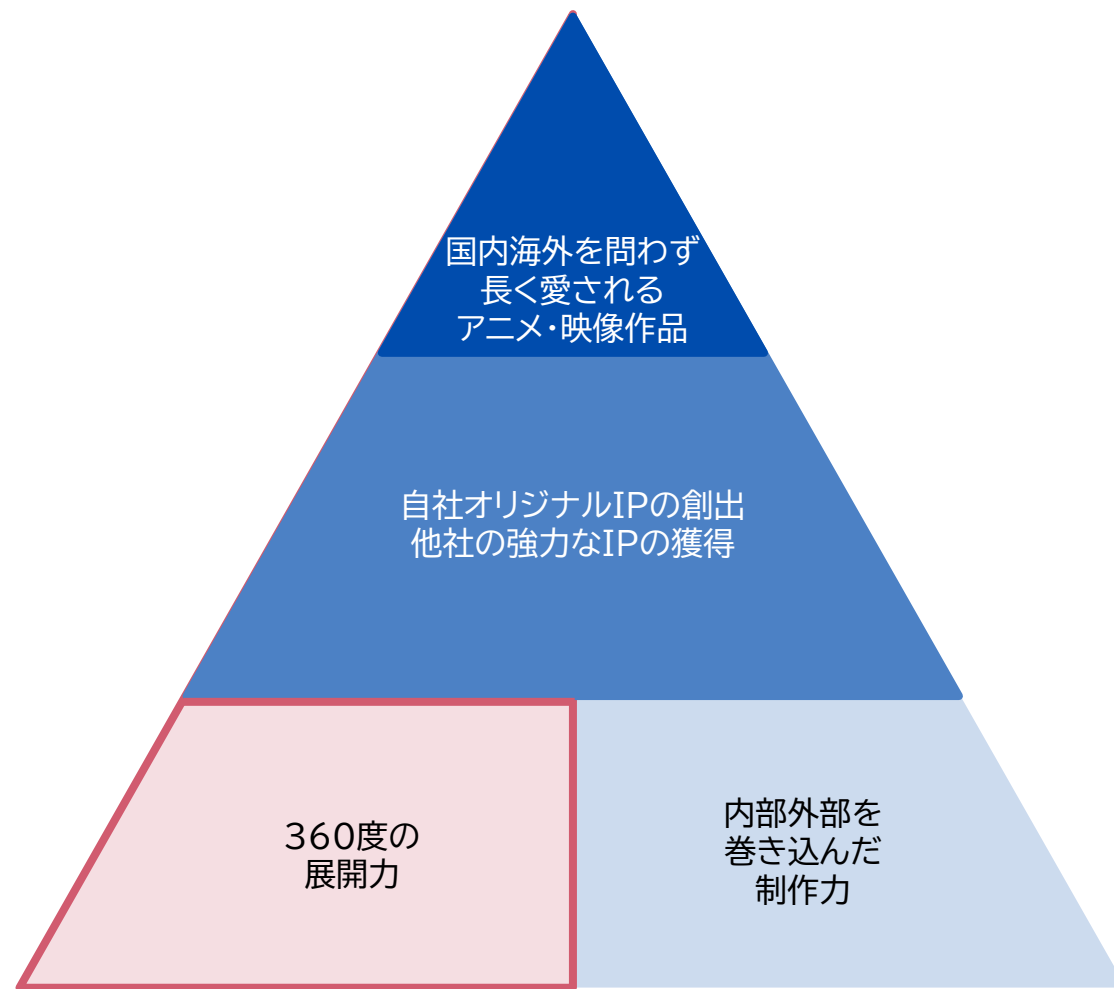 国内海外を問わず
長く愛される
アニメ・映像作品
自社オリジナルIPの創出
他社の強力なIPの獲得
360度の
展開力
内部外部を
巻き込んだ
制作力